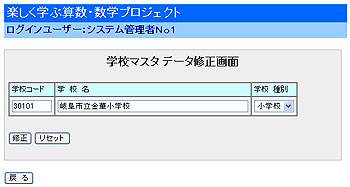 楽しく学ぶ算数・数学プロジェクト
ログインユーザー：システム管理者No1
学校マスタ データ修正画面
学校コード 学 校 名 学校 種別
30101 岐阜市立金華小学校 小学校
修正 リセット
戻 る